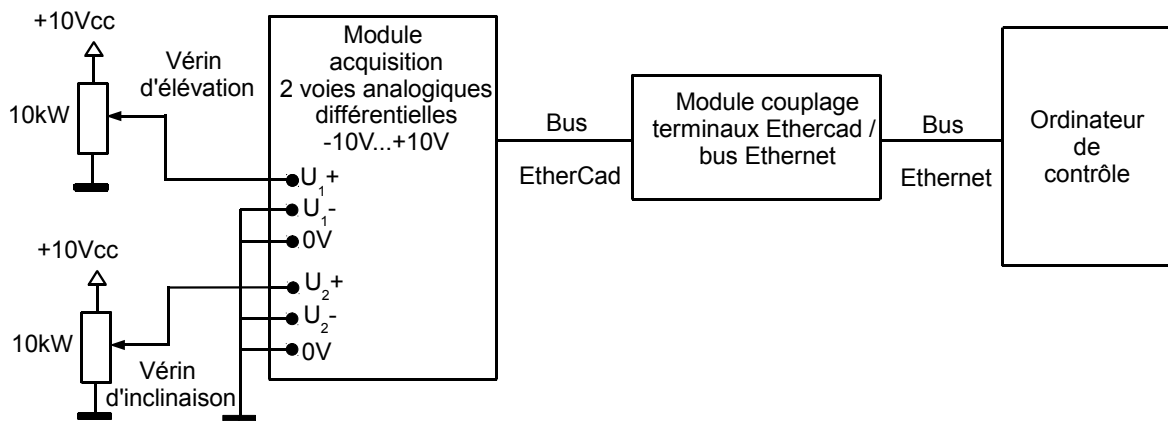 +10Vcc
10kW
Vérin
d'élévation
Module
acquisition
2 voies analogiques
différentielles
-10V...+10V
U1+
U1-
0V
U2+
U2-
0V
+10Vcc
10kW
Vérin
d'inclinaison
Bus
EtherCad
Module couplage
terminaux Ethercad /
bus Ethernet
Bus
Ethernet
Ordinateur
de
contrôle